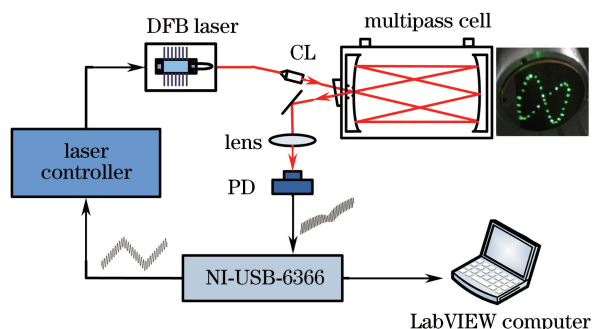 DFB laser
CL
multipass cell
laser
controller
lens
PD
NI-USB-6366
LabVIEW computer